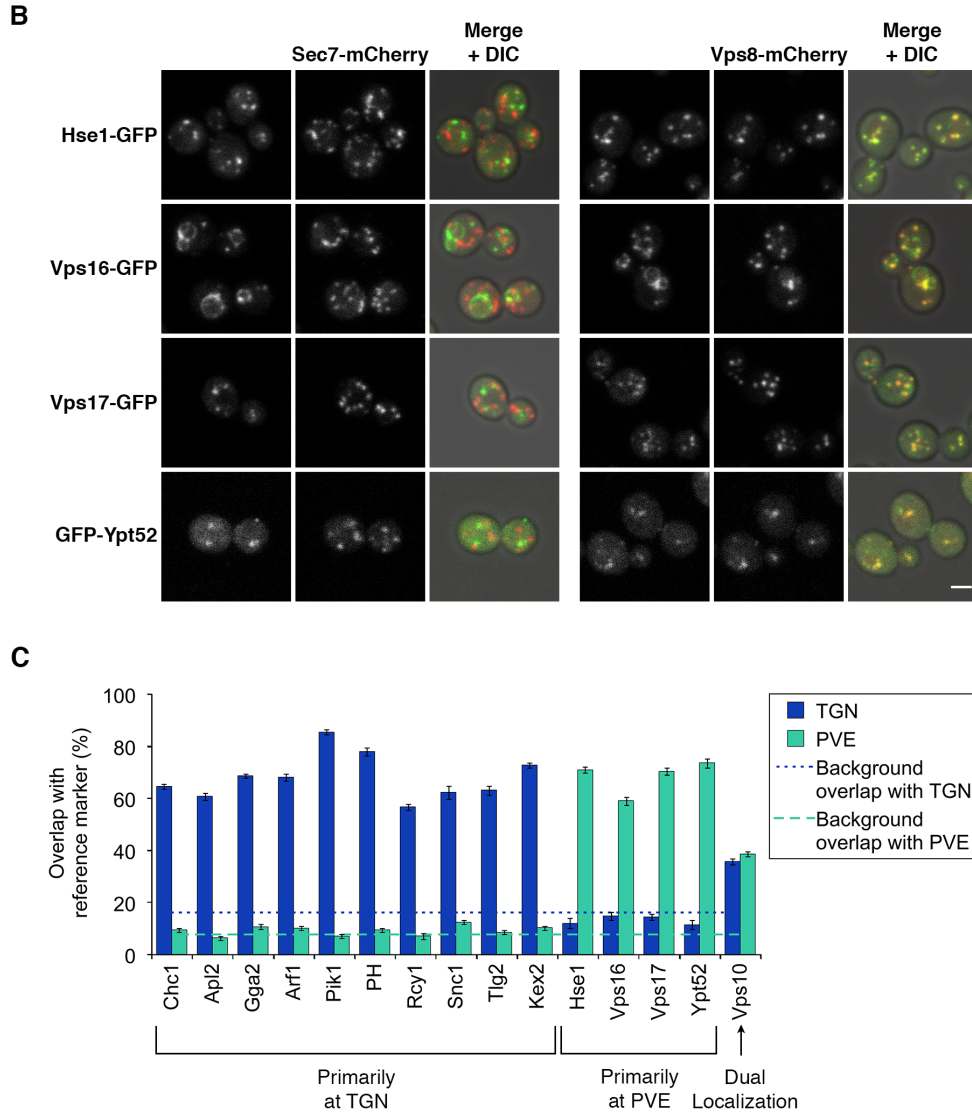 B
Sec7-mCherry
Merge
+ DIC
Vps8-mCherry
Merge
+ DIC
Hse1-GFP
Vps16-GFP
Vps17-GFP
GFP-Ypt52
C
Overlap with
reference marker (%)
100
80
60
40
20
0
TGN
PVE
Background
overlap with TGN
Background
overlap with PVE
Chc1
Apl2
Gga2
Arf1
Pik1
PH
Rcy1
Snc1
Tlg2
Kex2
Hse1
Vps16
Vps17
Ypt52
Vps10
Primarily
at TGN
Primarily
at PVE
Dual
Localization